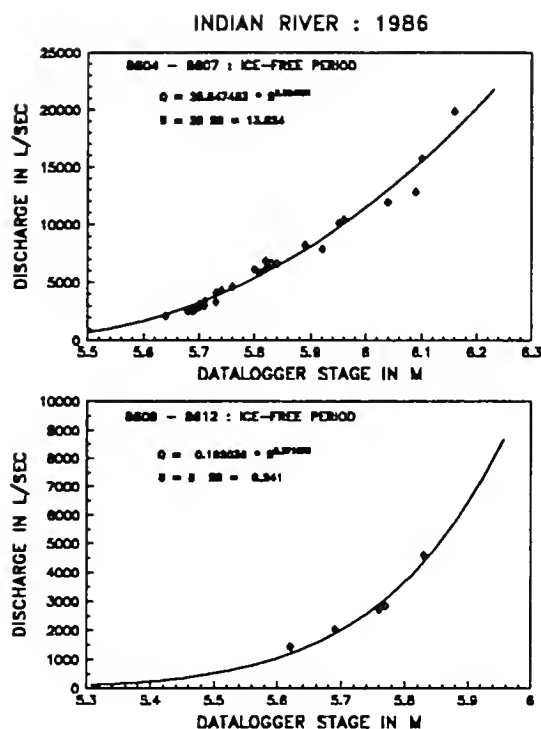 INDIAN RIVER : 1986
25000
20000
15000
10000
5000
0
DISCHARGE IN L/SEC
8604 - 8607 : ICE-FREE PERIOD
5.5 5.6 5.7 5.8 5.9 6 6.1 6.2 6.3
DATALOGGER STAGE IN M
10000
9000
8000
7000
6000
5000
4000
3000
2000
1000
0
DISCHARGE IN L/SEC
- 8612 : ICE-FREE PERIOD
5.3 5.4 5.5 5.6 5.7 5.8 5.9 6
DATALOGGER STAGE IN M